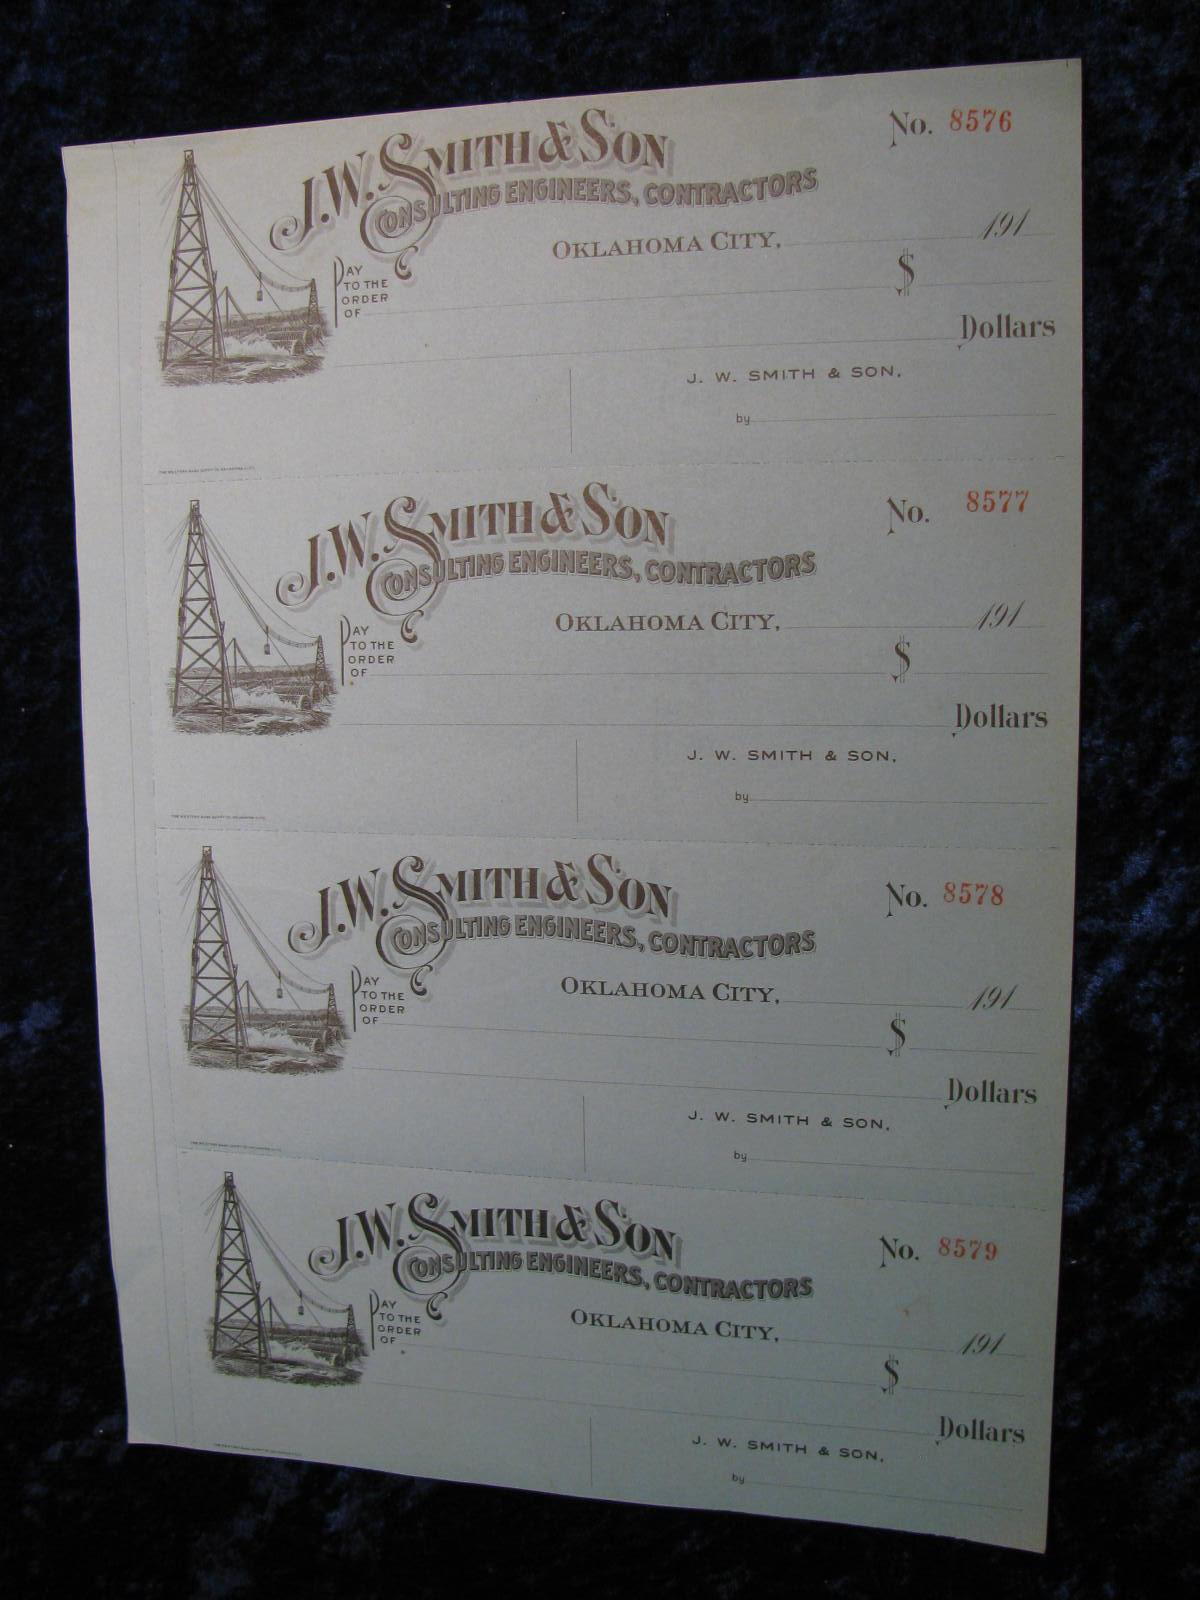 J.W. SMITH & SON No. 8576
CONSULTING ENGINEERS, CONTRACTORS
OKLAHOMA CITY, 191
PAY
TO THE
ORDER
OF $
Dollars
J. W. SMITH & SON,
by
J.W. SMITH & SON No. 8577
CONSULTING ENGINEERS, CONTRACTORS
OKLAHOMA CITY, 191
PAY
TO THE
ORDER
OF $
Dollars
J. W. SMITH & SON,
by
J.W. SMITH & SON No. 8578
CONSULTING ENGINEERS, CONTRACTORS
OKLAHOMA CITY, 191
PAY
TO THE
ORDER
OF $
Dollars
J. W. SMITH & SON,
by
J.W. SMITH & SON No. 8579
CONSULTING ENGINEERS, CONTRACTORS
OKLAHOMA CITY, 191
PAY
TO THE
ORDER
OF $
Dollars
J. W. SMITH & SON,
by